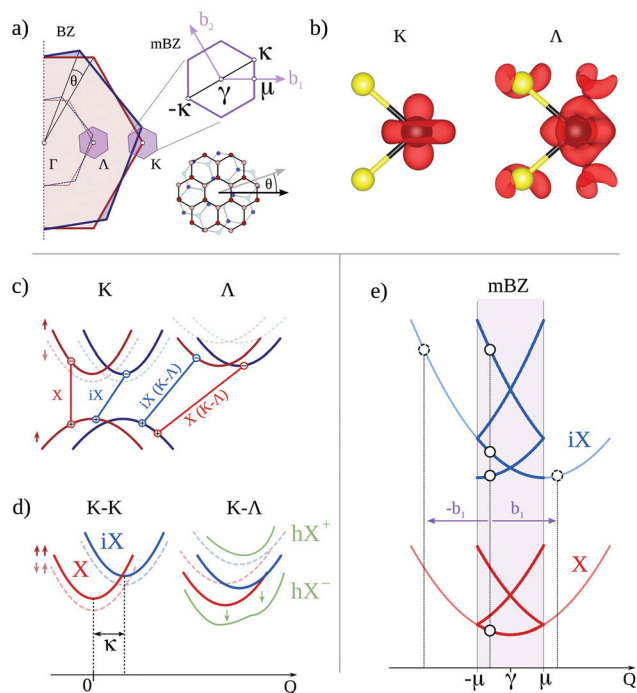 a)
BZ
mBZ
b₂
κ
b₁
γ
μ
-κ
θ
Γ
Λ
K
θ
b)
K
Λ
c)
K
Λ
X
iX
iX (K-Λ)
X (K-Λ)
d)
K-K
K-Λ
iX
X
hX⁺
hX⁻
κ
0
Q
e)
mBZ
iX
-b₁
b₁
X
-μ
γ
μ
Q